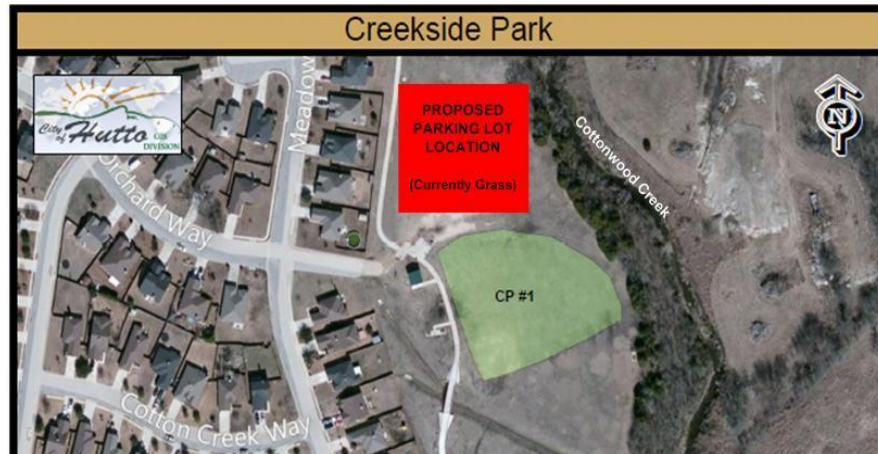 Creekside Park
City of
Hutto
GIS
DIVISION
Meadow
PROPOSED
PARKING LOT
LOCATION
(Currently Grass)
N
Cottonwood Creek
Orchard Way
CP #1
Cotton Creek Way